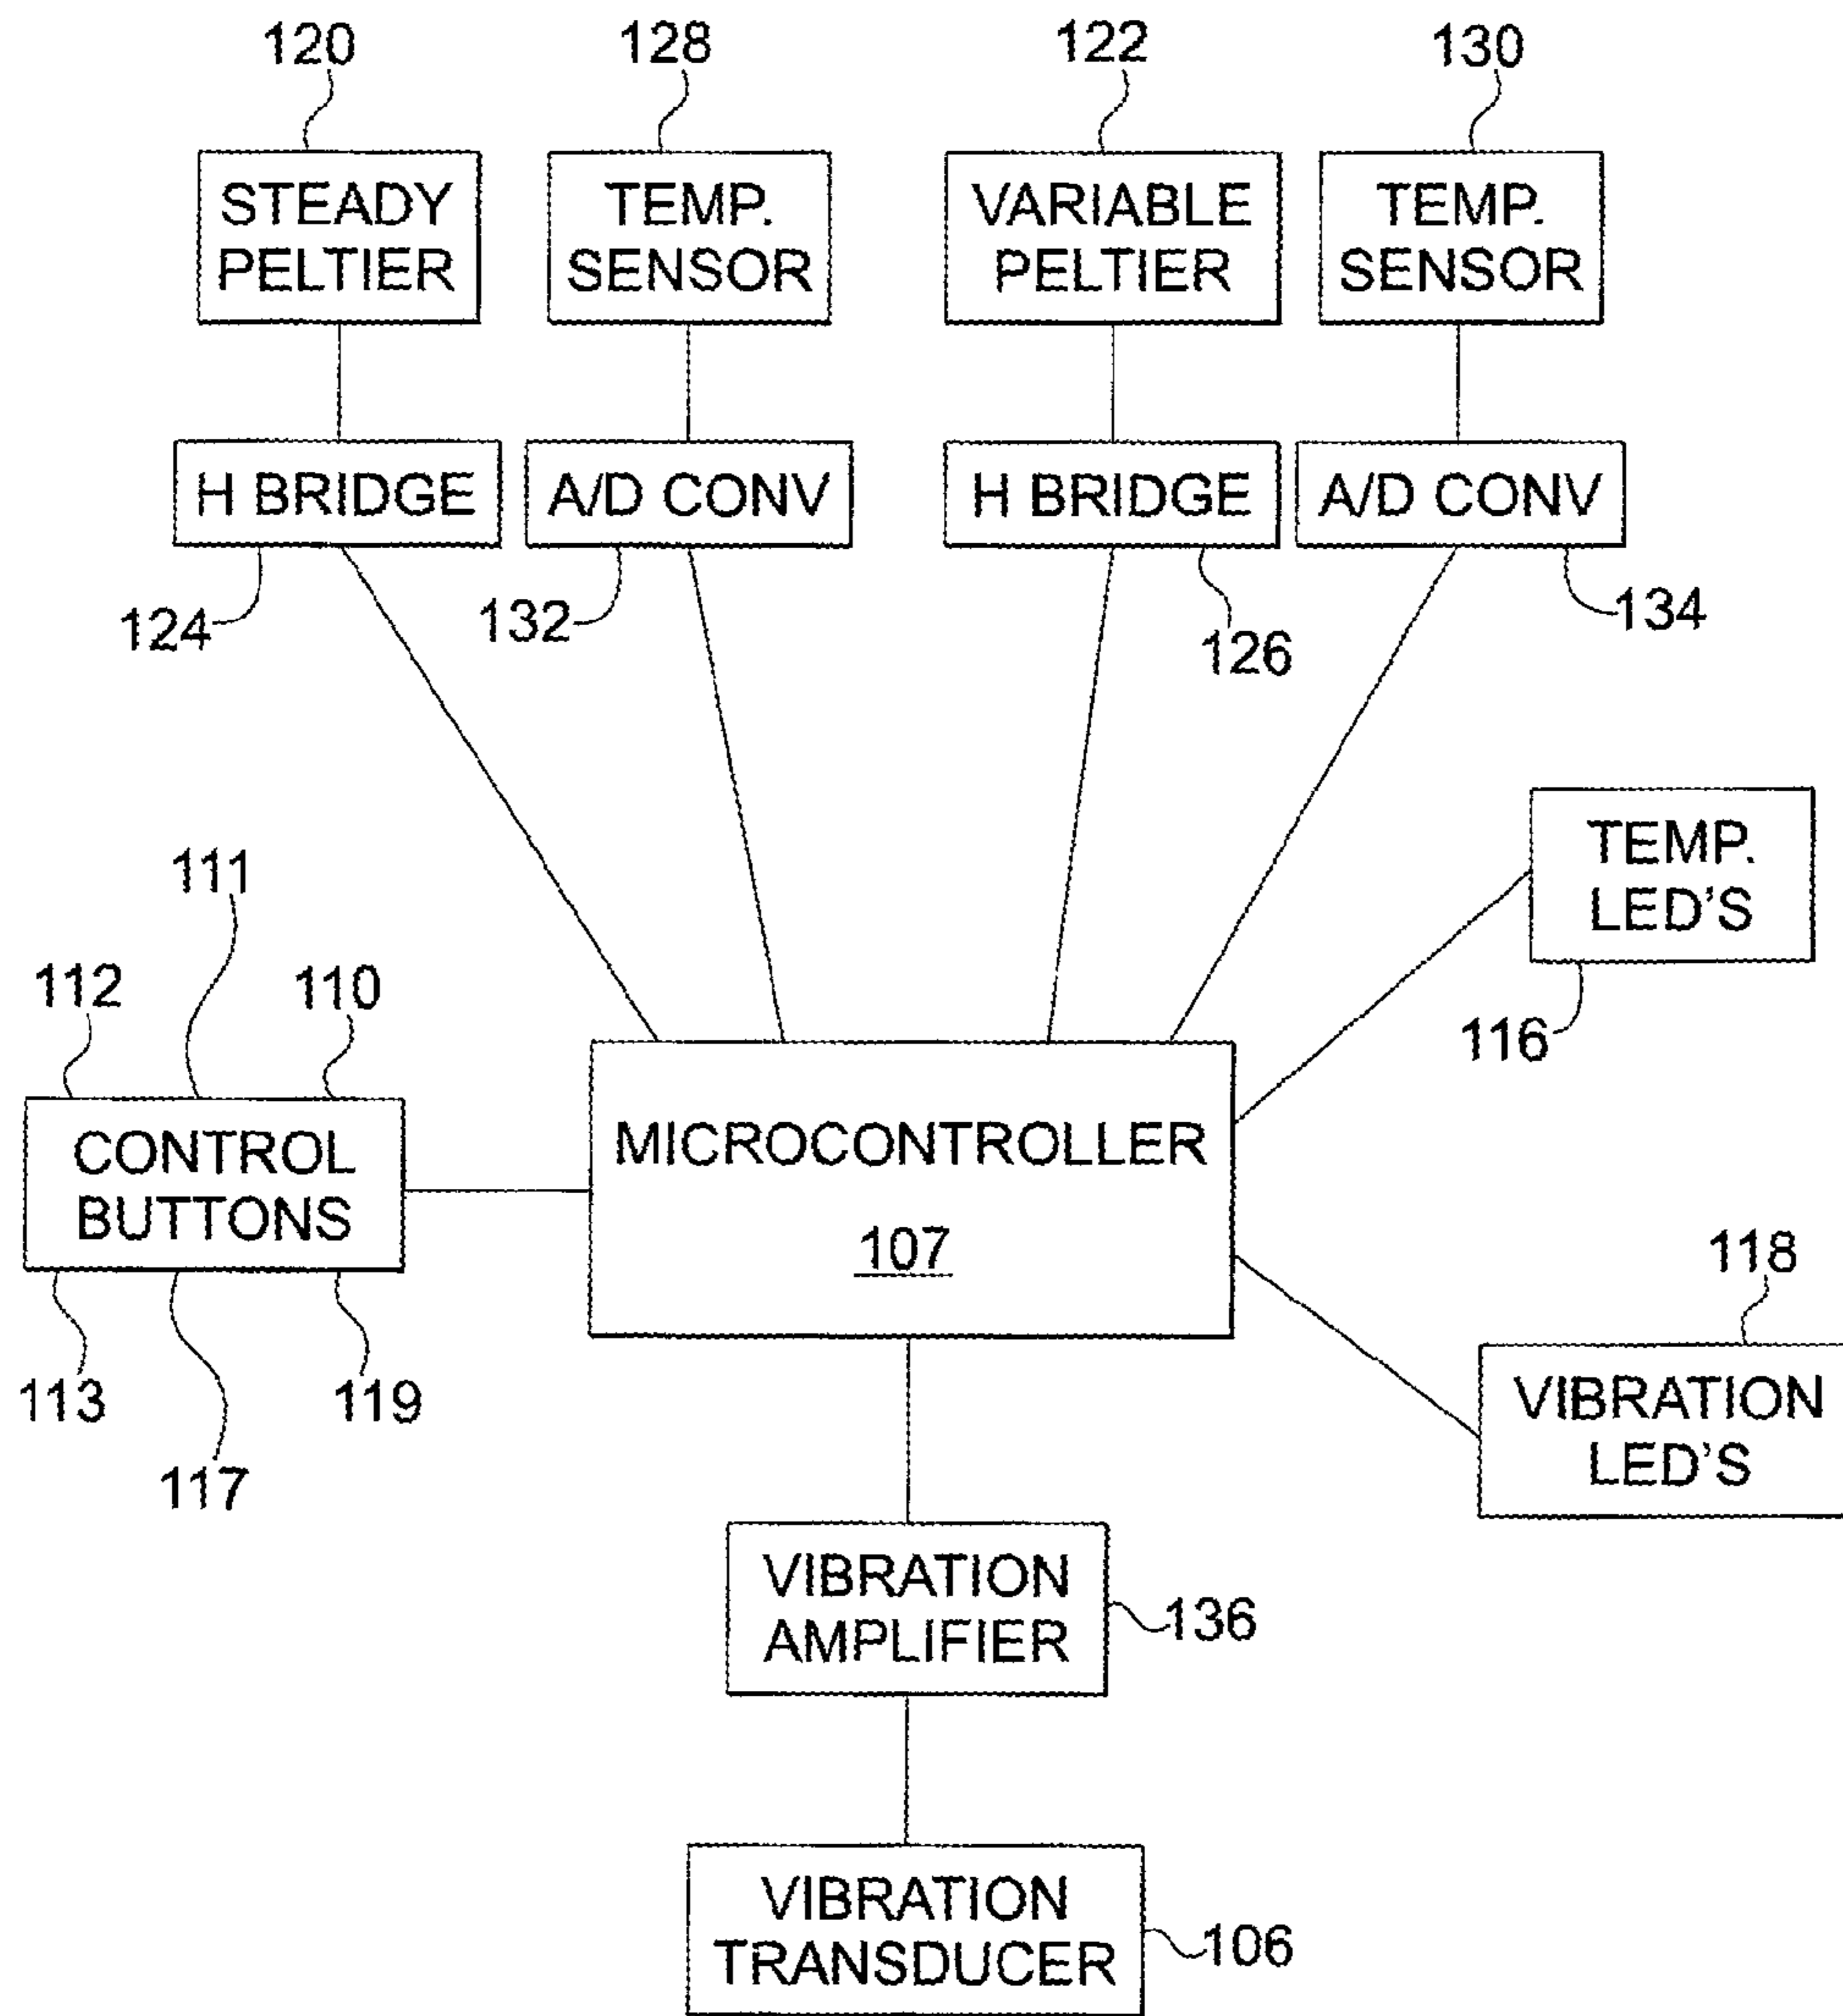 120
128
122
130
STEADY
PELTIER
TEMP.
SENSOR
VARIABLE
PELTIER
TEMP.
SENSOR
H BRIDGE
A/D CONV
H BRIDGE
A/D CONV
124
132
126
134
TEMP.
LED'S
116
111
112
110
CONTROL
BUTTONS
113
117
119
MICROCONTROLLER
107
118
VIBRATION
LED'S
VIBRATION
AMPLIFIER
136
VIBRATION
TRANSDUCER
106